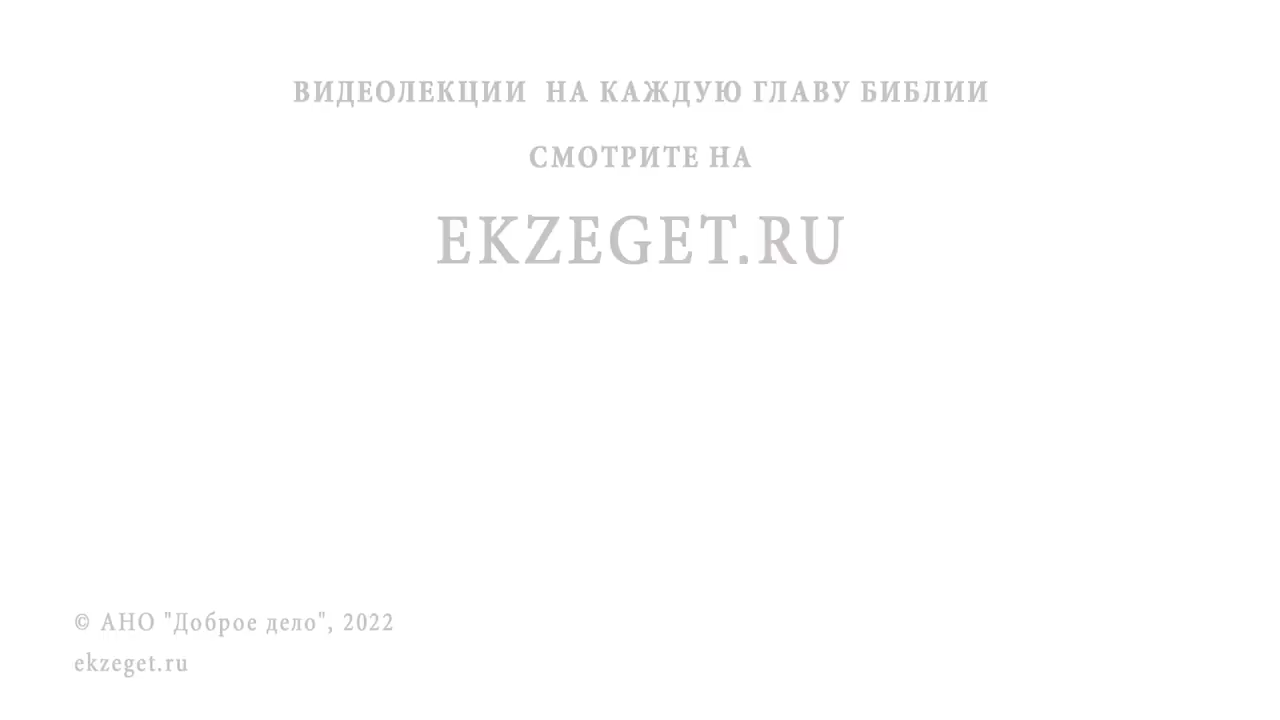 ВИДЕОЛЕКЦИИ НА КАЖДУЮ ГЛАВУ БИБЛИИ
СМОТРИТЕ НА
EKZEGET.RU
© АНО "Доброе дело", 2022
ekzeget.ru